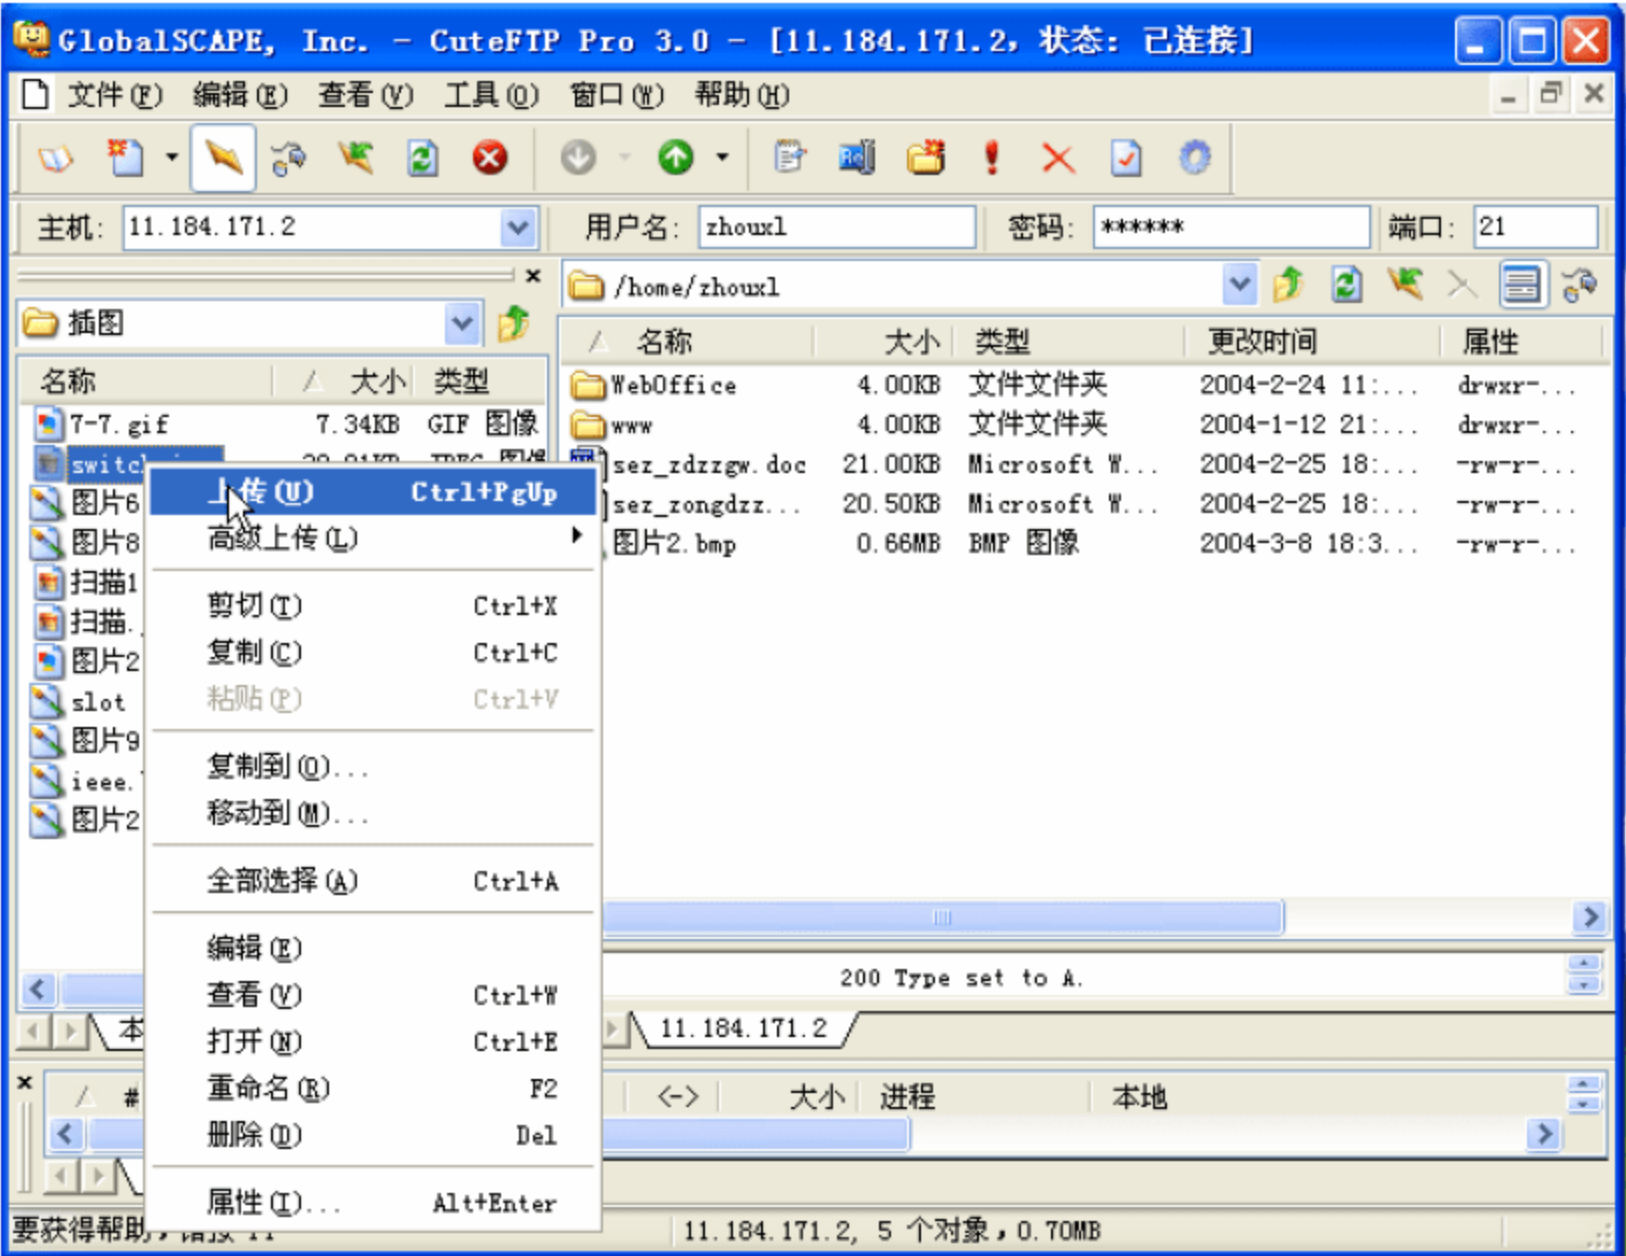 GlobalSCAPE, Inc. - CuteFTP Pro 3.0 - [11.184.171.2, 状态: 已连接]
文件(F) 编辑(E) 查看(V) 工具(O) 窗口(W) 帮助(H)
主机: 11.184.171.2 用户名: zhouxl 密码: ****** 端口: 21
/home/zhouxl
插图
名称 大小 类型 更改时间 属性
名称 大小 类型
WebOffice 4.00KB 文件文件夹 2004-2-24 11:... drwxr-...
7-7.gif 7.34KB GIF 图像
www 4.00KB 文件文件夹 2004-1-12 21:... drwxr-...
switch
sez_zdzzgw.doc 21.00KB Microsoft W... 2004-2-25 18:... -rw-r-...
上传(U) Ctrl+PgUp
图片6
sez_zongdzz... 20.50KB Microsoft W... 2004-2-25 18:... -rw-r-...
高级上传(L)
图片8
图片2.bmp 0.66MB BMP 图像 2004-3-8 18:3... -rw-r-...
扫描1
剪切(T) Ctrl+X
扫描.
复制(C) Ctrl+C
图片2
粘贴(P) Ctrl+V
slot
图片9
复制到(O)...
ieee.
移动到(M)...
图片2
全部选择(A) Ctrl+A
编辑(E)
200 Type set to A.
查看(V) Ctrl+W
本
11.184.171.2
打开(N) Ctrl+E
重命名(R) F2
# <-> 大小 进程 本地
删除(D) Del
属性(I)... Alt+Enter
要获得帮助,
11.184.171.2, 5 个对象，0.70MB